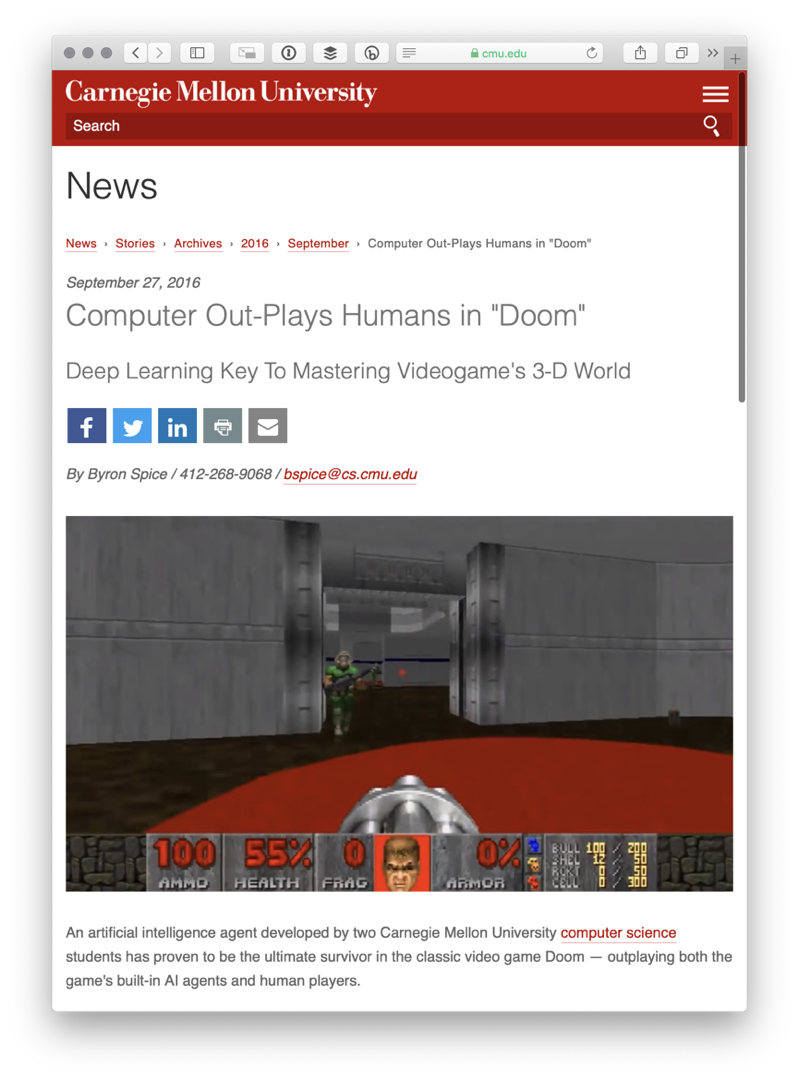 cmu.edu
Carnegie Mellon University
Search
News
News › Stories › Archives › 2016 › September › Computer Out-Plays Humans in "Doom"
September 27, 2016
Computer Out-Plays Humans in "Doom"
Deep Learning Key To Mastering Videogame's 3-D World
By Byron Spice / 412-268-9068 / bspice@cs.cmu.edu
100 55% 0 0%
AMMO HEALTH FRAG ARMOR
BULL 100 / 200
SHEL 12 / 50
ROKT 0 / 50
CELL 0 / 300
An artificial intelligence agent developed by two Carnegie Mellon University computer science
students has proven to be the ultimate survivor in the classic video game Doom — outplaying both the
game's built-in AI agents and human players.